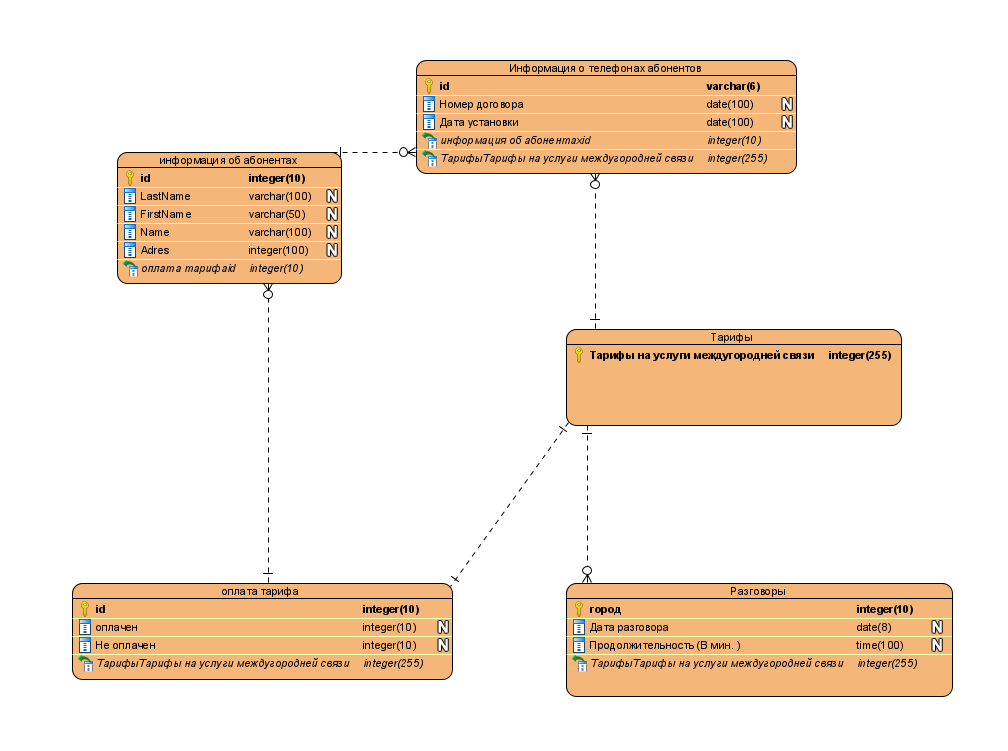 Информация о телефонах абонентов
id varchar(6)
Номер договора date(100) N
Дата установки date(100) N
информация об абонентахid integer(10)
ТарифыТарифы на услуги междугородней связи integer(255)
информация об абонентах
id integer(10)
LastName varchar(100) N
FirstName varchar(50) N
Name varchar(100) N
Adres integer(100) N
оплата тарифаid integer(10)
Тарифы
Тарифы на услуги междугородней связи integer(255)
оплата тарифа
id integer(10)
оплачен integer(10) N
Не оплачен integer(10) N
ТарифыТарифы на услуги междугородней связи integer(255)
Разговоры
город integer(10)
Дата разговора date(8) N
Продолжительность (В мин. ) time(100) N
ТарифыТарифы на услуги междугородней связи integer(255)